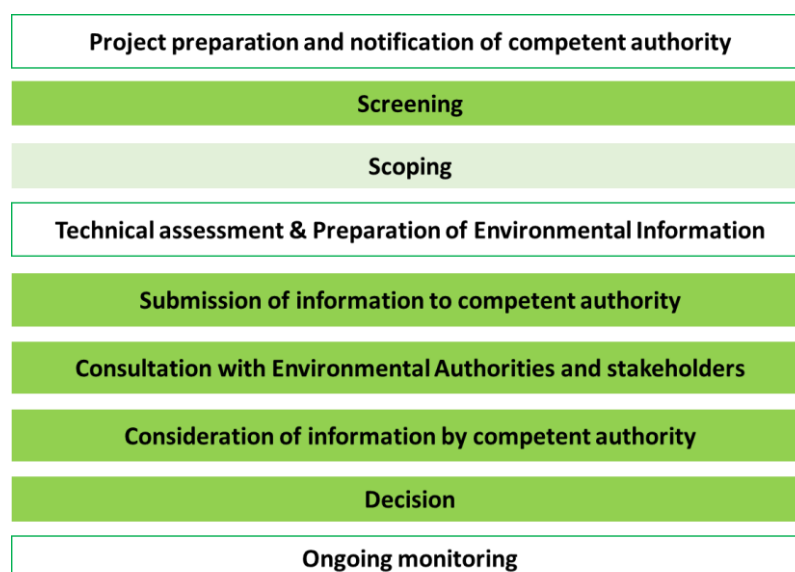 Project preparation and notification of competent authority
Screening
Scoping
Technical assessment & Preparation of Environmental Information
Submission of information to competent authority
Consultation with Environmental Authorities and stakeholders
Consideration of information by competent authority
Decision
Ongoing monitoring